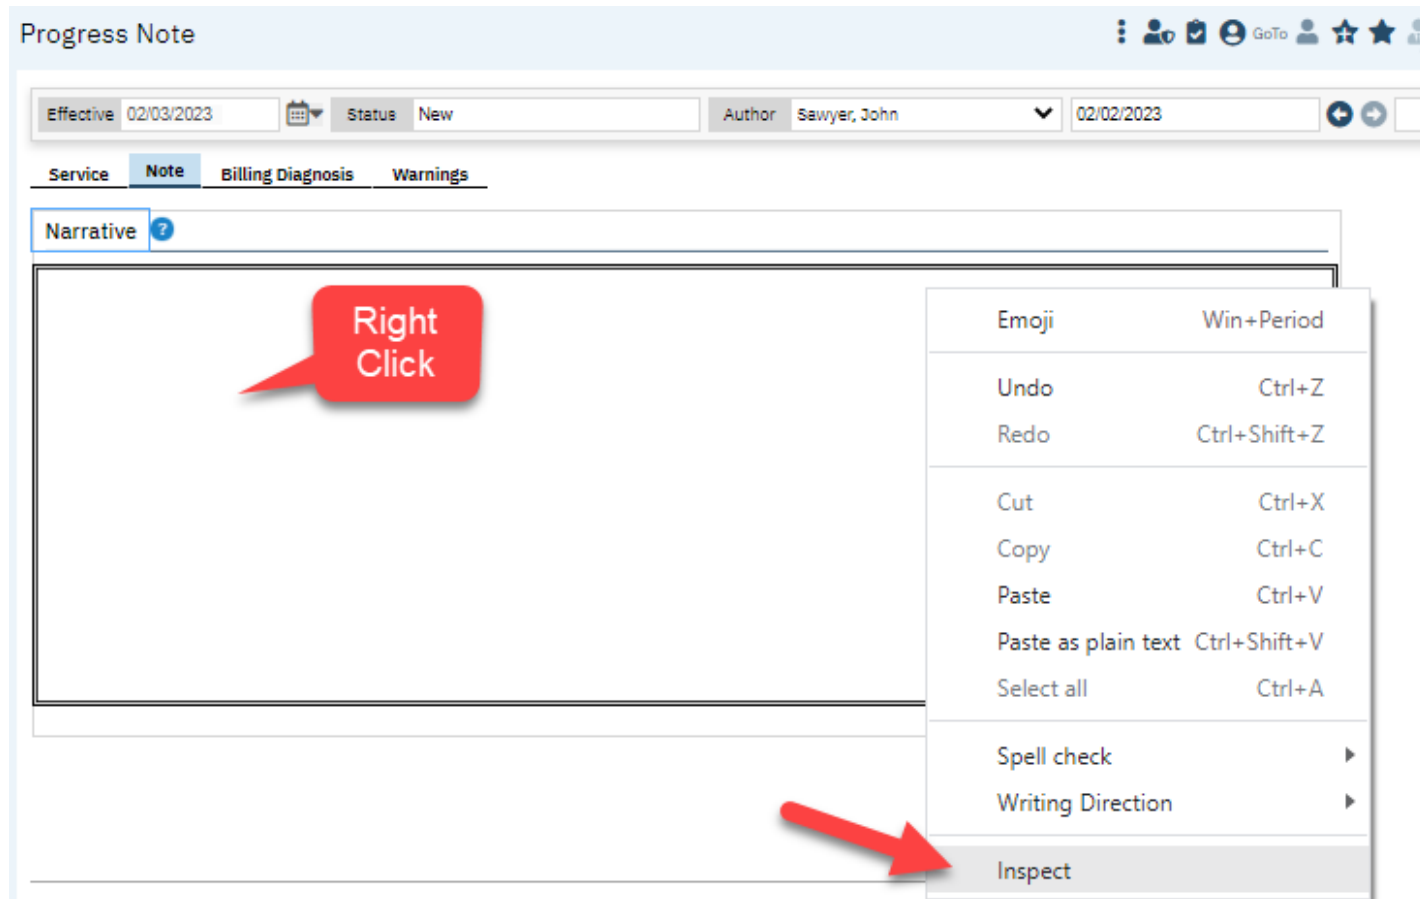 Progress Note
GoTo
Effective 02/03/2023 Status New Author Sawyer, John 02/02/2023
Service Note Billing Diagnosis Warnings
Narrative ?
Right
Click
Emoji Win+Period
Undo Ctrl+Z
Redo Ctrl+Shift+Z
Cut Ctrl+X
Copy Ctrl+C
Paste Ctrl+V
Paste as plain text Ctrl+Shift+V
Select all Ctrl+A
Spell check
Writing Direction
Inspect